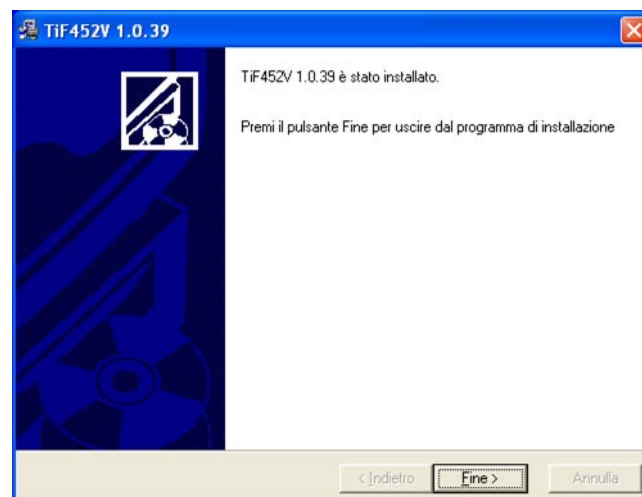 TiF452V 1.0.39
TiF452V 1.0.39 è stato installato.
Premi il pulsante Fine per uscire dal programma di installazione
< Indietro
Fine >
Annulla